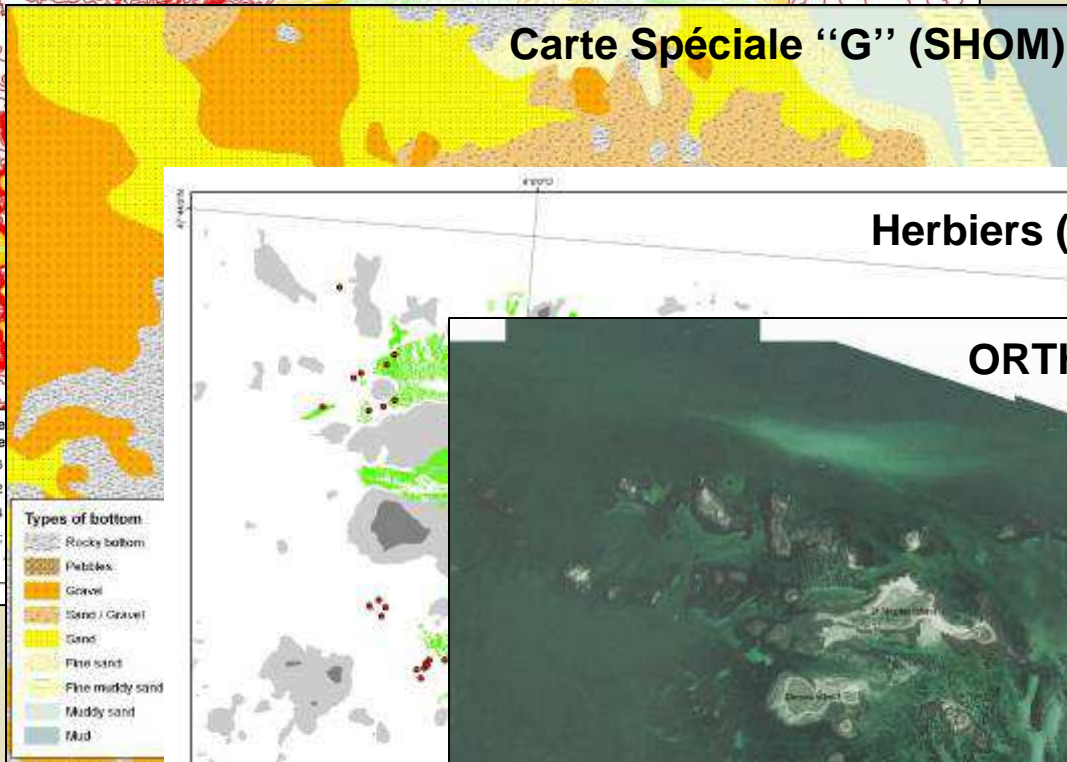 Carte Spéciale ‘‘G’’ (SHOM)
Herbiers (
ORTH
Types of bottom
Rocky bottom
Pebbles
Gravel
Sand / Gravel
Sand
Fine sand
Fine muddy sand
Muddy sand
Mud